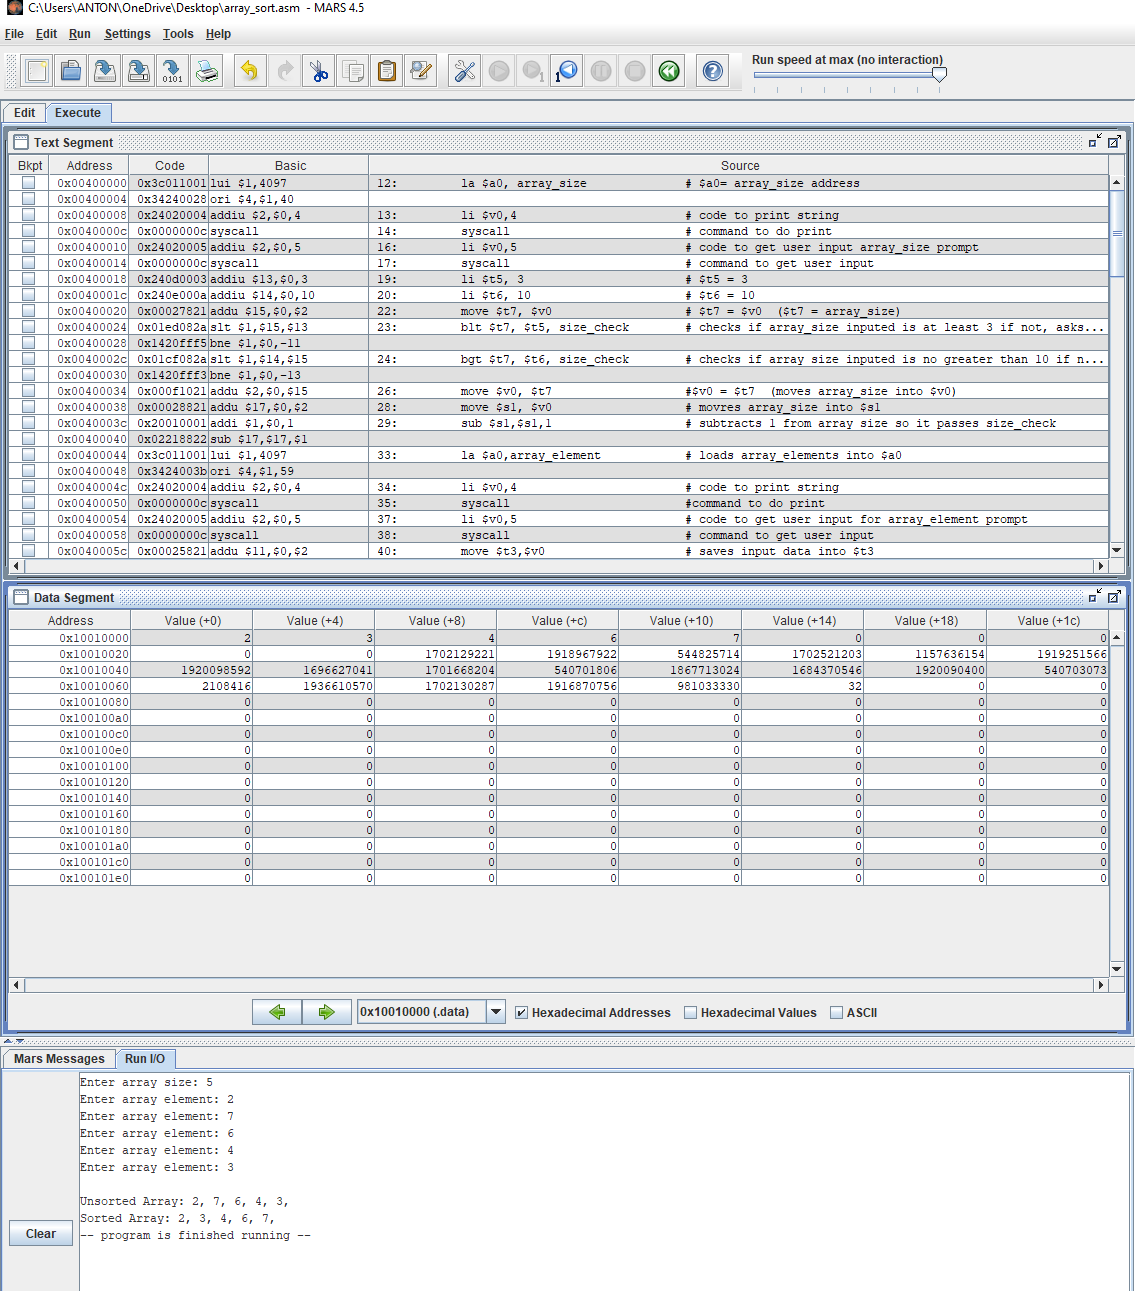 C:\Users\ANTON\OneDrive\Desktop\array_sort.asm - MARS 4.5
File Edit Run Settings Tools Help
Run speed at max (no interaction)
Edit Execute
Text Segment
Bkpt Address Code Basic Source
0x00400000 0x3c011001 lui $1,4097 12: la $a0, array_size # $a0= array_size address
0x00400004 0x34240028 ori $4,$1,40
0x00400008 0x24020004 addiu $2,$0,4 13: li $v0,4 # code to print string
0x0040000c 0x0000000c syscall 14: syscall # command to do print
0x00400010 0x24020005 addiu $2,$0,5 16: li $v0,5 # code to get user input array_size prompt
0x00400014 0x0000000c syscall 17: syscall # command to get user input
0x00400018 0x240d0003 addiu $13,$0,3 19: li $t5, 3 # $t5 = 3
0x0040001c 0x240e000a addiu $14,$0,10 20: li $t6, 10 # $t6 = 10
0x00400020 0x00027821 addu $15,$0,$2 22: move $t7, $v0 # $t7 = $v0 ($t7 = array_size)
0x00400024 0x01ed082a slt $1,$15,$13 23: blt $t7, $t5, size_check # checks if array_size inputed is at least 3 if not, asks...
0x00400028 0x1420fff5 bne $1,$0,-11
0x0040002c 0x01cf082a slt $1,$14,$15 24: bgt $t7, $t6, size_check # checks if array size inputed is no greater than 10 if n...
0x00400030 0x1420fff3 bne $1,$0,-13
0x00400034 0x000f1021 addu $2,$0,$15 26: move $v0, $t7 #$v0 = $t7 (moves array_size into $v0)
0x00400038 0x00028821 addu $17,$0,$2 28: move $s1, $v0 # movres array_size into $s1
0x0040003c 0x20010001 addi $1,$0,1 29: sub $s1,$s1,1 # subtracts 1 from array size so it passes size_check
0x00400040 0x02218822 sub $17,$17,$1
0x00400044 0x3c011001 lui $1,4097 33: la $a0,array_element # loads array_elements into $a0
0x00400048 0x3424003b ori $4,$1,59
0x0040004c 0x24020004 addiu $2,$0,4 34: li $v0,4 # code to print string
0x00400050 0x0000000c syscall 35: syscall #command to do print
0x00400054 0x24020005 addiu $2,$0,5 37: li $v0,5 # code to get user input for array_element prompt
0x00400058 0x0000000c syscall 38: syscall # command to get user input
0x0040005c 0x00025821 addu $11,$0,$2 40: move $t3,$v0 # saves input data into $t3
Data Segment
Address Value (+0) Value (+4) Value (+8) Value (+c) Value (+10) Value (+14) Value (+18) Value (+1c)
0x10010000 2 3 4 6 7 0 0 0
0x10010020 0 0 1702129221 1918967922 544825714 1702521203 1157636154 1919251566
0x10010040 1920098592 1696627041 1701668204 540701806 1867713024 1684370546 1920090400 540703073
0x10010060 2108416 1936610570 1702130287 1916870756 981033330 32 0 0
0x10010080 0 0 0 0 0 0 0 0
0x100100a0 0 0 0 0 0 0 0 0
0x100100c0 0 0 0 0 0 0 0 0
0x100100e0 0 0 0 0 0 0 0 0
0x10010100 0 0 0 0 0 0 0 0
0x10010120 0 0 0 0 0 0 0 0
0x10010140 0 0 0 0 0 0 0 0
0x10010160 0 0 0 0 0 0 0 0
0x10010180 0 0 0 0 0 0 0 0
0x100101a0 0 0 0 0 0 0 0 0
0x100101c0 0 0 0 0 0 0 0 0
0x100101e0 0 0 0 0 0 0 0 0
0x10010000 (.data) Hexadecimal Addresses Hexadecimal Values ASCII
Mars Messages Run I/O
Enter array size: 5
Enter array element: 2
Enter array element: 7
Enter array element: 6
Enter array element: 4
Enter array element: 3
Unsorted Array: 2, 7, 6, 4, 3,
Sorted Array: 2, 3, 4, 6, 7,
-- program is finished running --
Clear